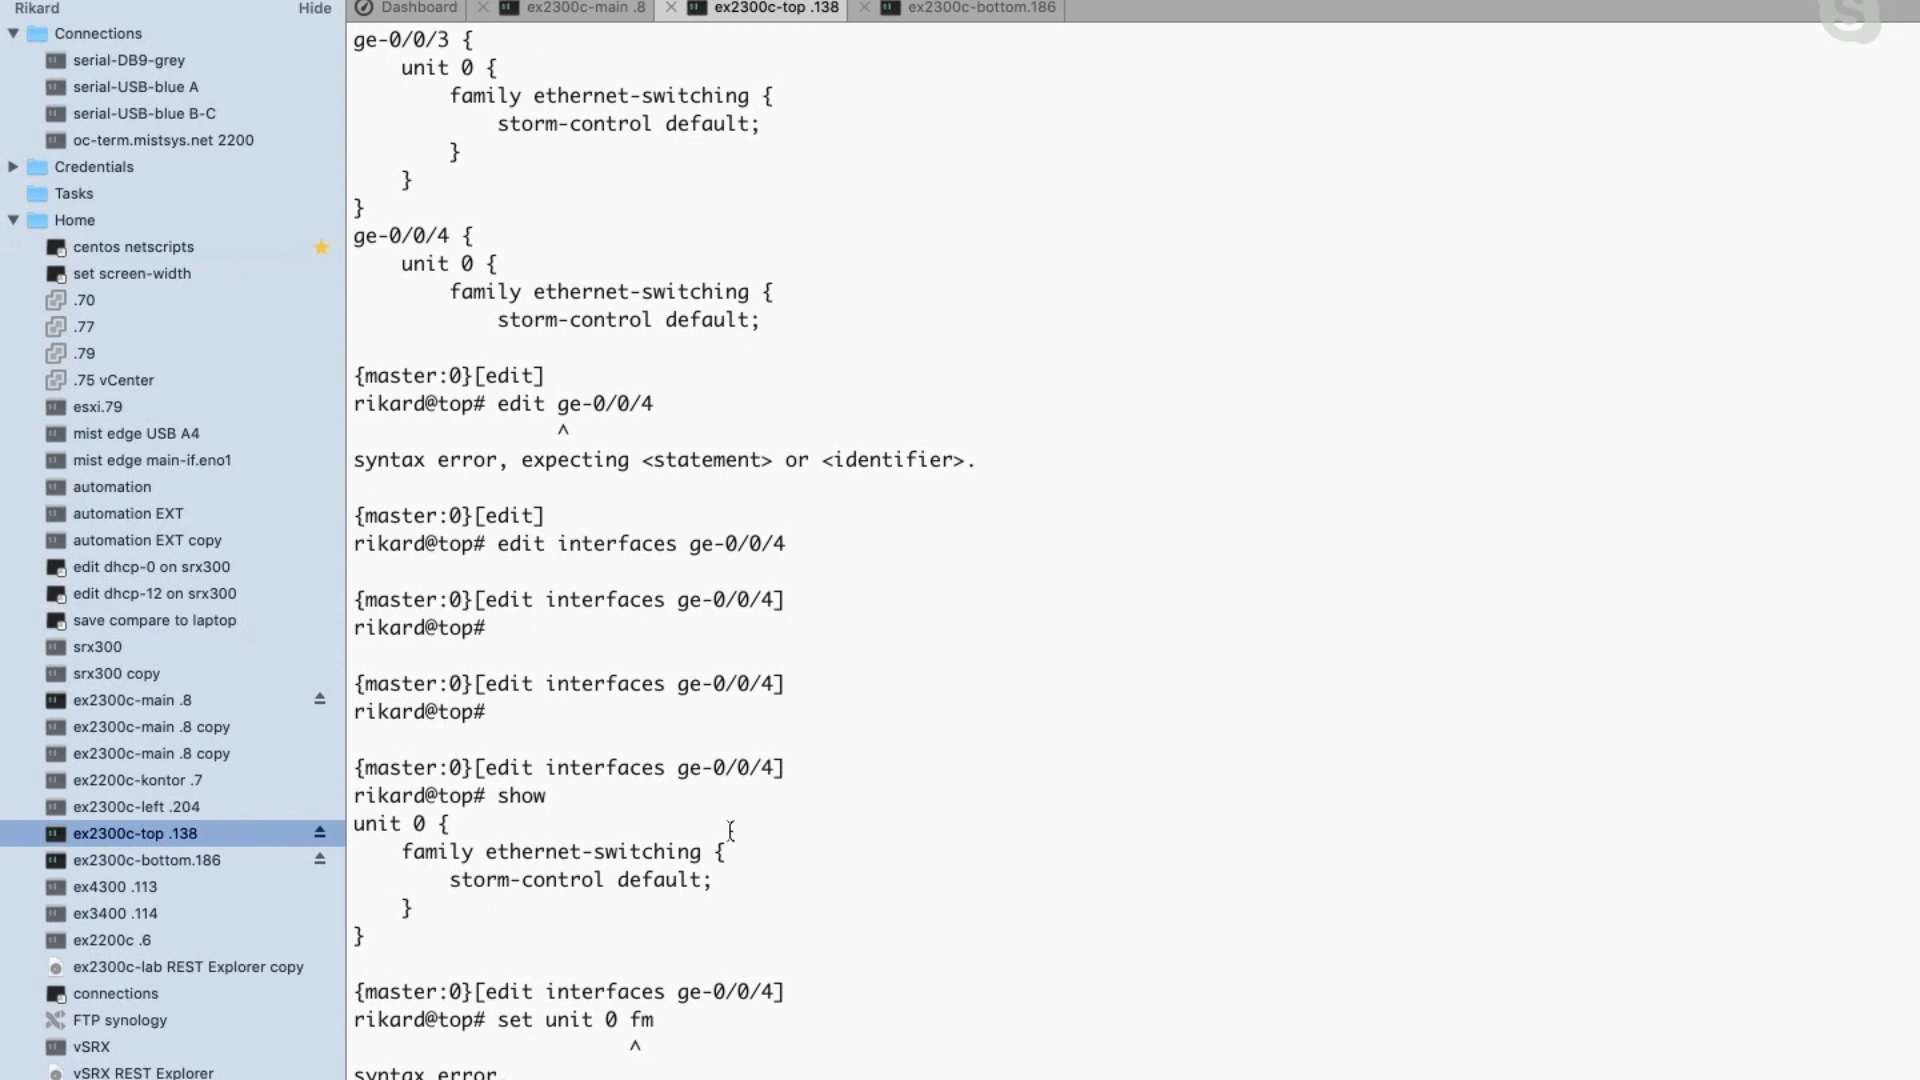 Rikard Hide
Connections
serial-DB9-grey
serial-USB-blue A
serial-USB-blue B-C
oc-term.mistsys.net 2200
Credentials
Tasks
Home
centos netscripts
set screen-width
.70
.77
.79
.75 vCenter
esxi.79
mist edge USB A4
mist edge main-if.eno1
automation
automation EXT
automation EXT copy
edit dhcp-0 on srx300
edit dhcp-12 on srx300
save compare to laptop
srx300
srx300 copy
ex2300c-main .8
ex2300c-main .8 copy
ex2300c-main .8 copy
ex2200c-kontor .7
ex2300c-left .204
ex2300c-top .138
ex2300c-bottom.186
ex4300 .113
ex3400 .114
ex2200c .6
ex2300c-lab REST Explorer copy
connections
FTP synology
vSRX
vSRX REST Explorer
Dashboard ex2300c-main .8 ex2300c-top .138 ex2300c-bottom.186
ge-0/0/3 {
unit 0 {
family ethernet-switching {
storm-control default;
}
}
}
ge-0/0/4 {
unit 0 {
family ethernet-switching {
storm-control default;
{master:0}[edit]
rikard@top# edit ge-0/0/4
^
syntax error, expecting <statement> or <identifier>.
{master:0}[edit]
rikard@top# edit interfaces ge-0/0/4
{master:0}[edit interfaces ge-0/0/4]
rikard@top#
{master:0}[edit interfaces ge-0/0/4]
rikard@top#
{master:0}[edit interfaces ge-0/0/4]
rikard@top# show
unit 0 {
family ethernet-switching {
storm-control default;
}
}
{master:0}[edit interfaces ge-0/0/4]
rikard@top# set unit 0 fm
^
syntax error.